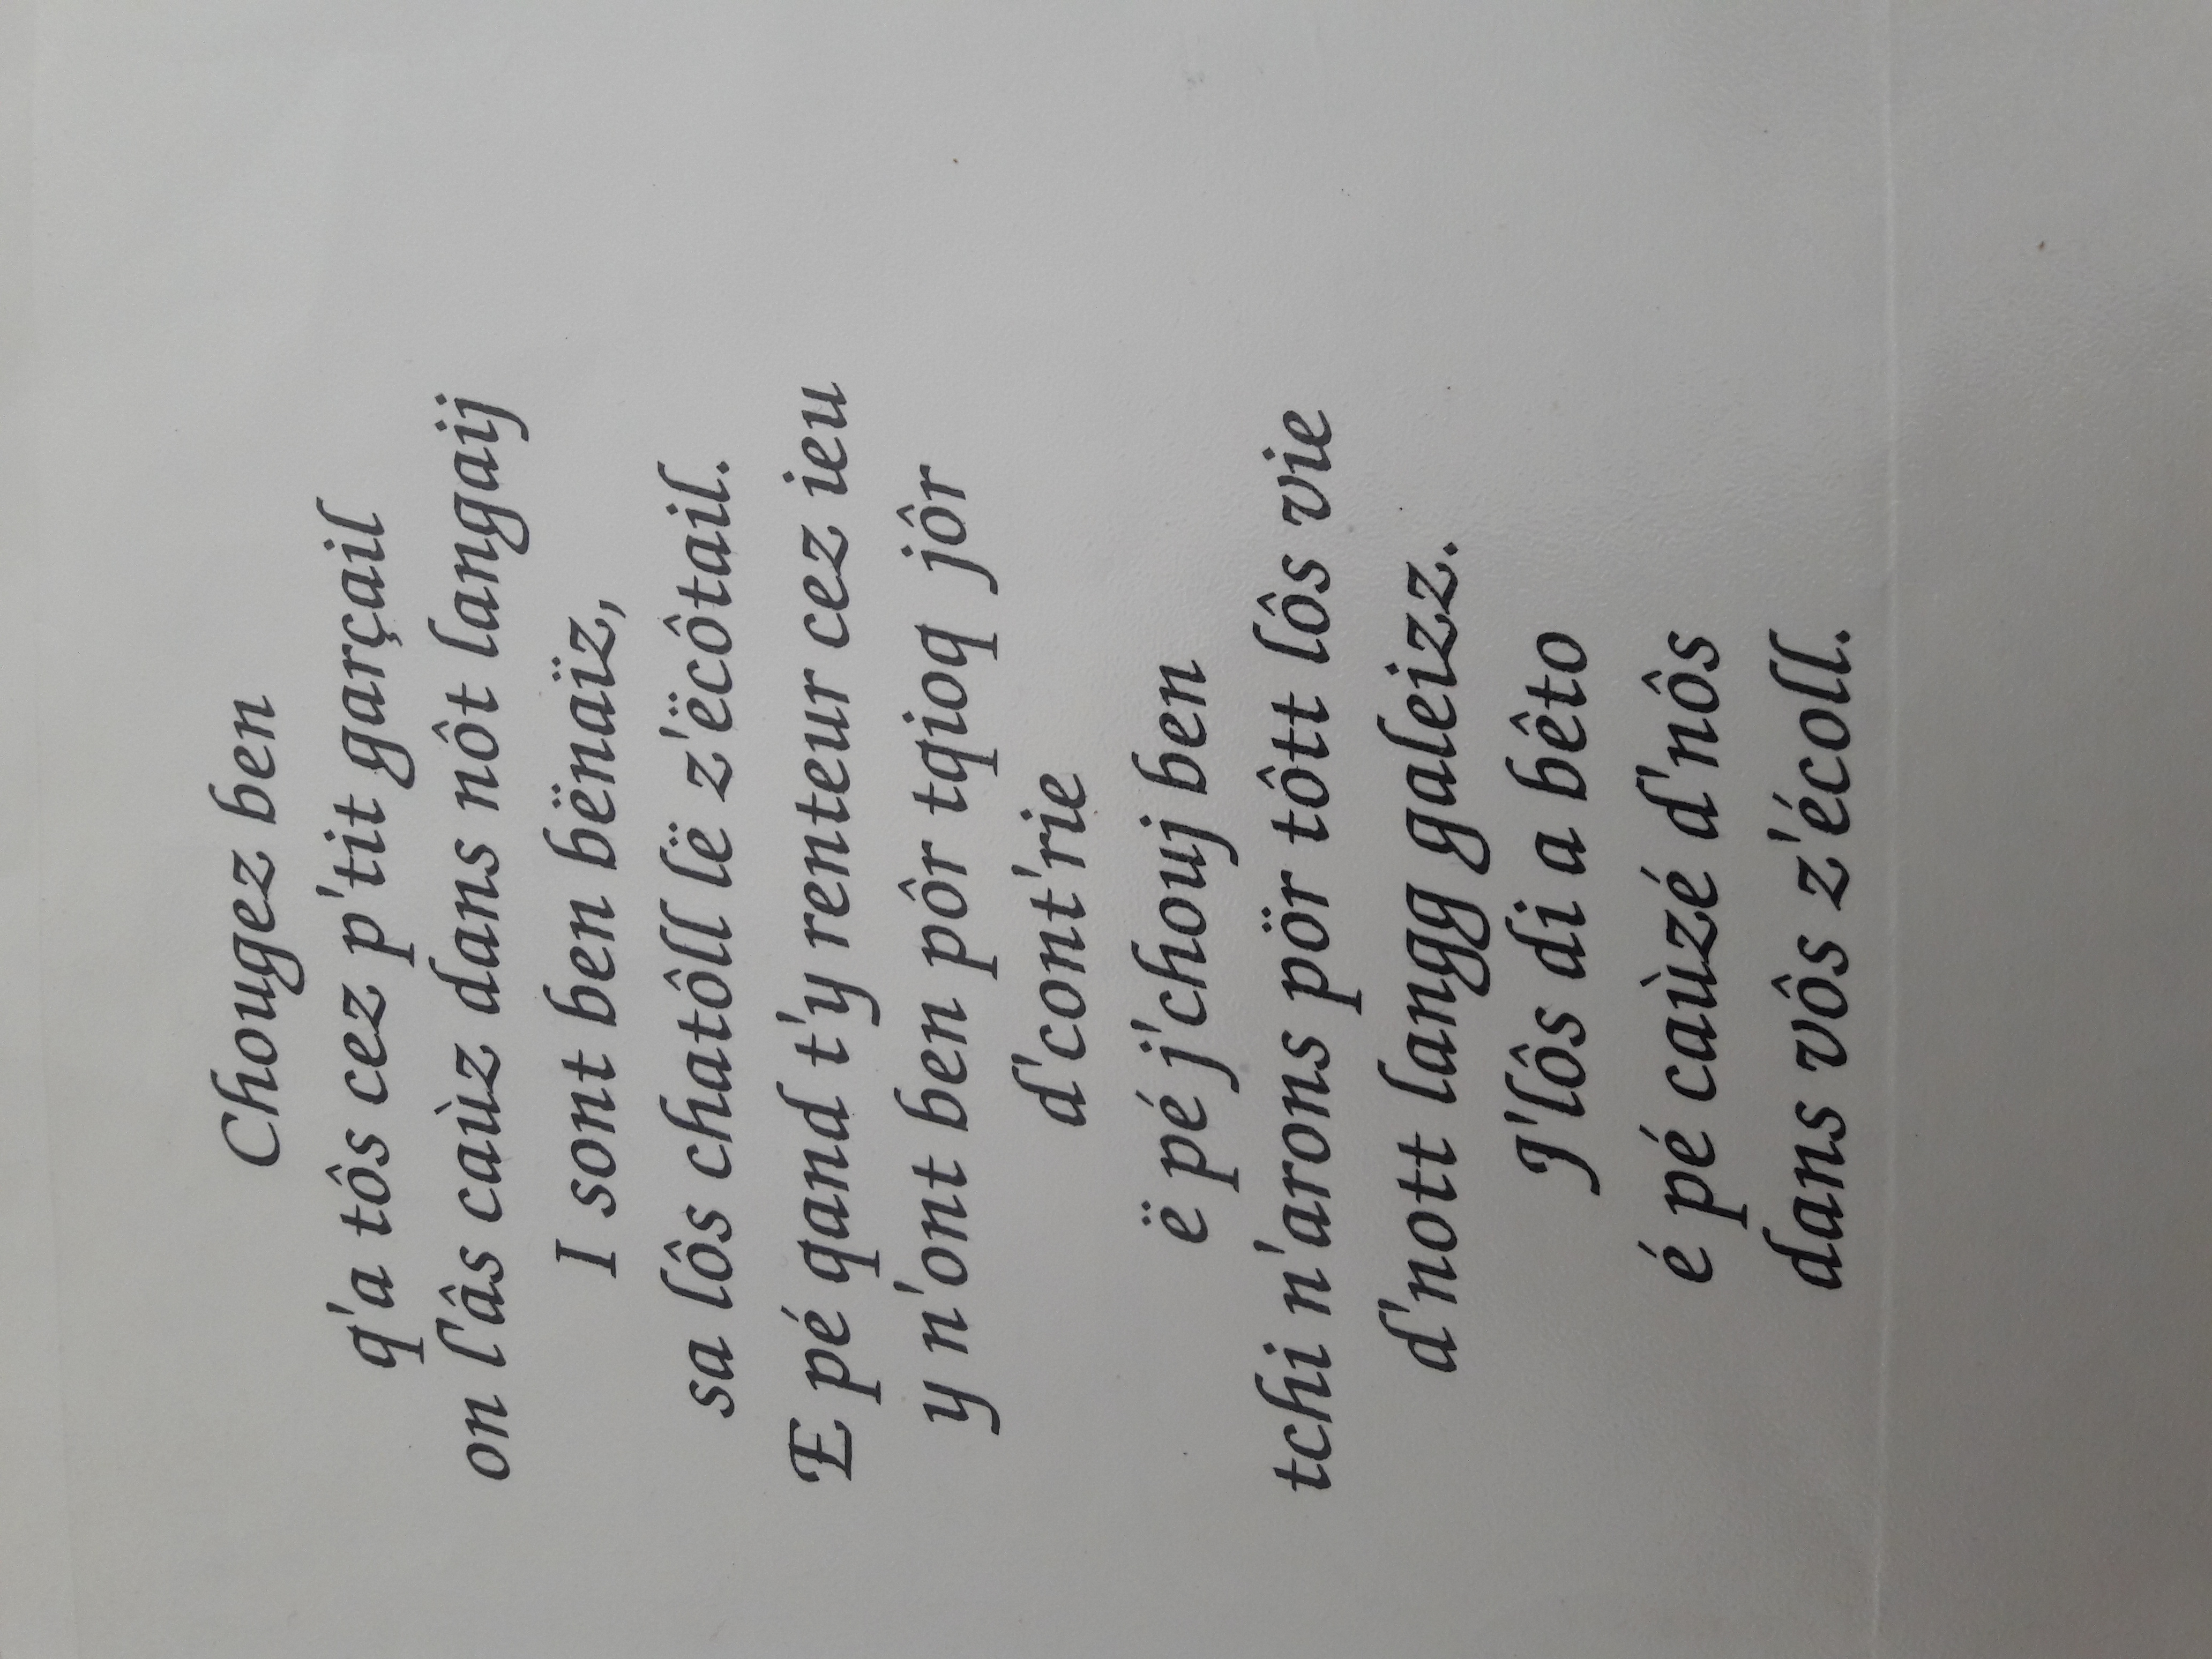 Chougez ben
q'a tôs cez p'tit garçail
on l'âs caùz dans nôt langaij
I sont ben bënaïz,
sa lôs chatôll lë z'ëcôtail.
E pé qand t'y renteur cez ieu
y n'ont ben pôr tqioq jôr
d'cont'rie
ë pé j'chouj ben
tchi n'arons pör tôtt lôs vie
d'nott langg galeizz.
J'lôs di a bêto
é pé caùzé d'nôs
dans vôs z'écoll.